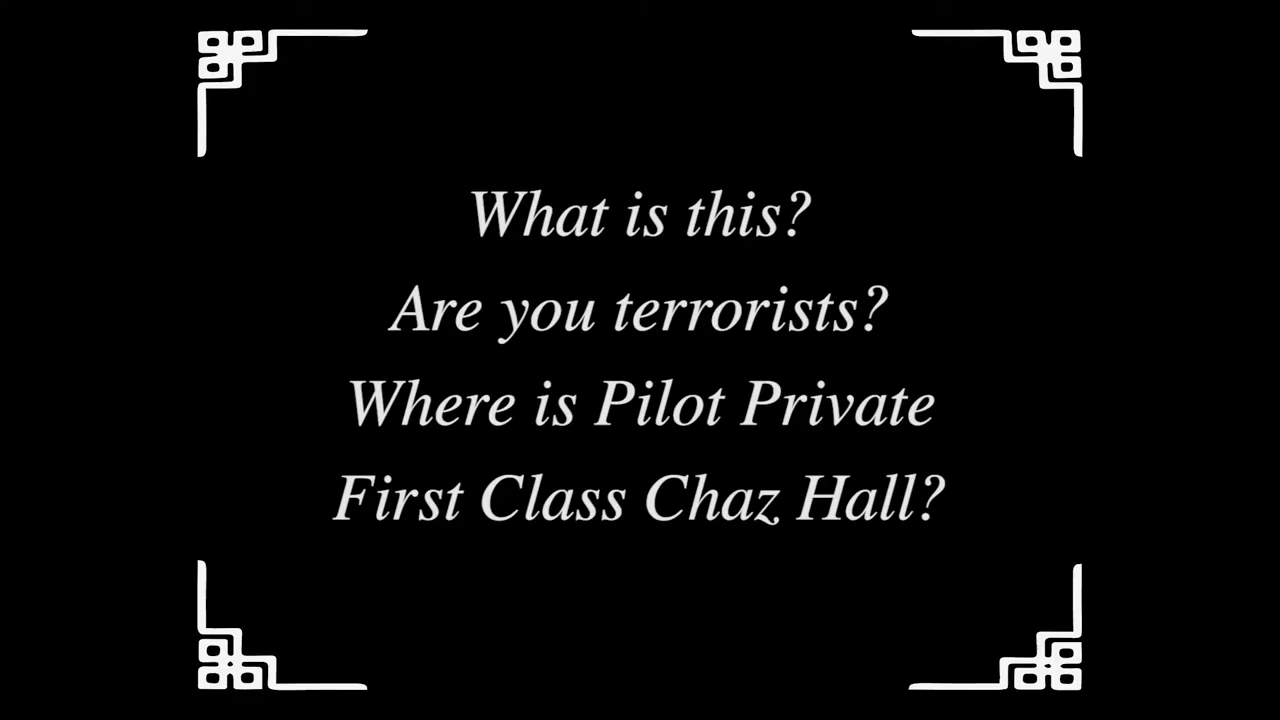 What is this?
Are you terrorists?
Where is Pilot Private
First Class Chaz Hall?